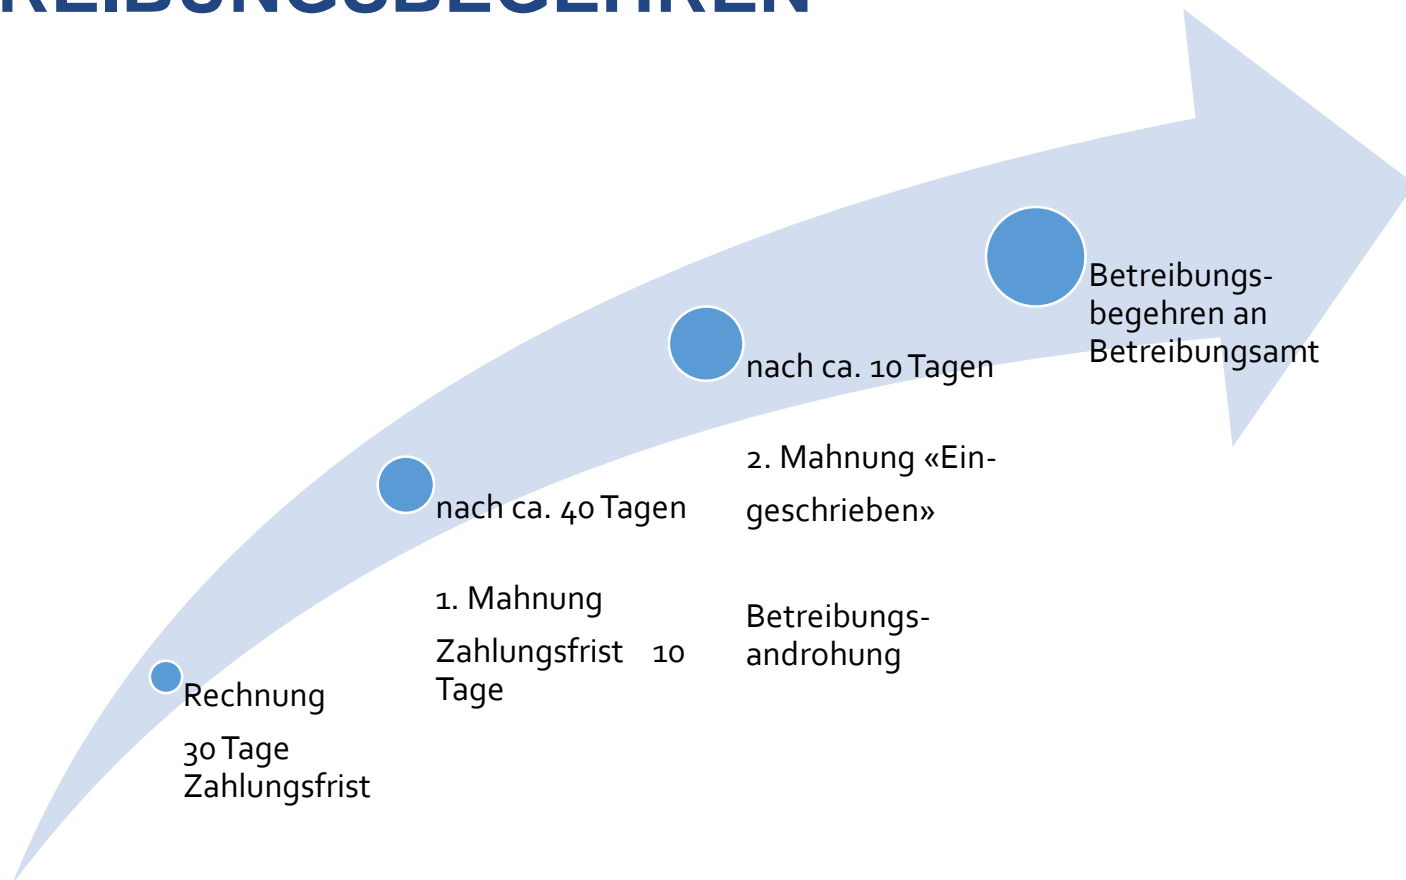 REIBUNGSBEGEHREN
Rechnung
30 Tage
Zahlungsfrist
nach ca. 40 Tagen
1. Mahnung
Zahlungsfrist 10
Tage
nach ca. 10 Tagen
2. Mahnung «Ein-
geschrieben»
Betreibungs-
androhung
Betreibungs-
begehren an
Betreibungsamt